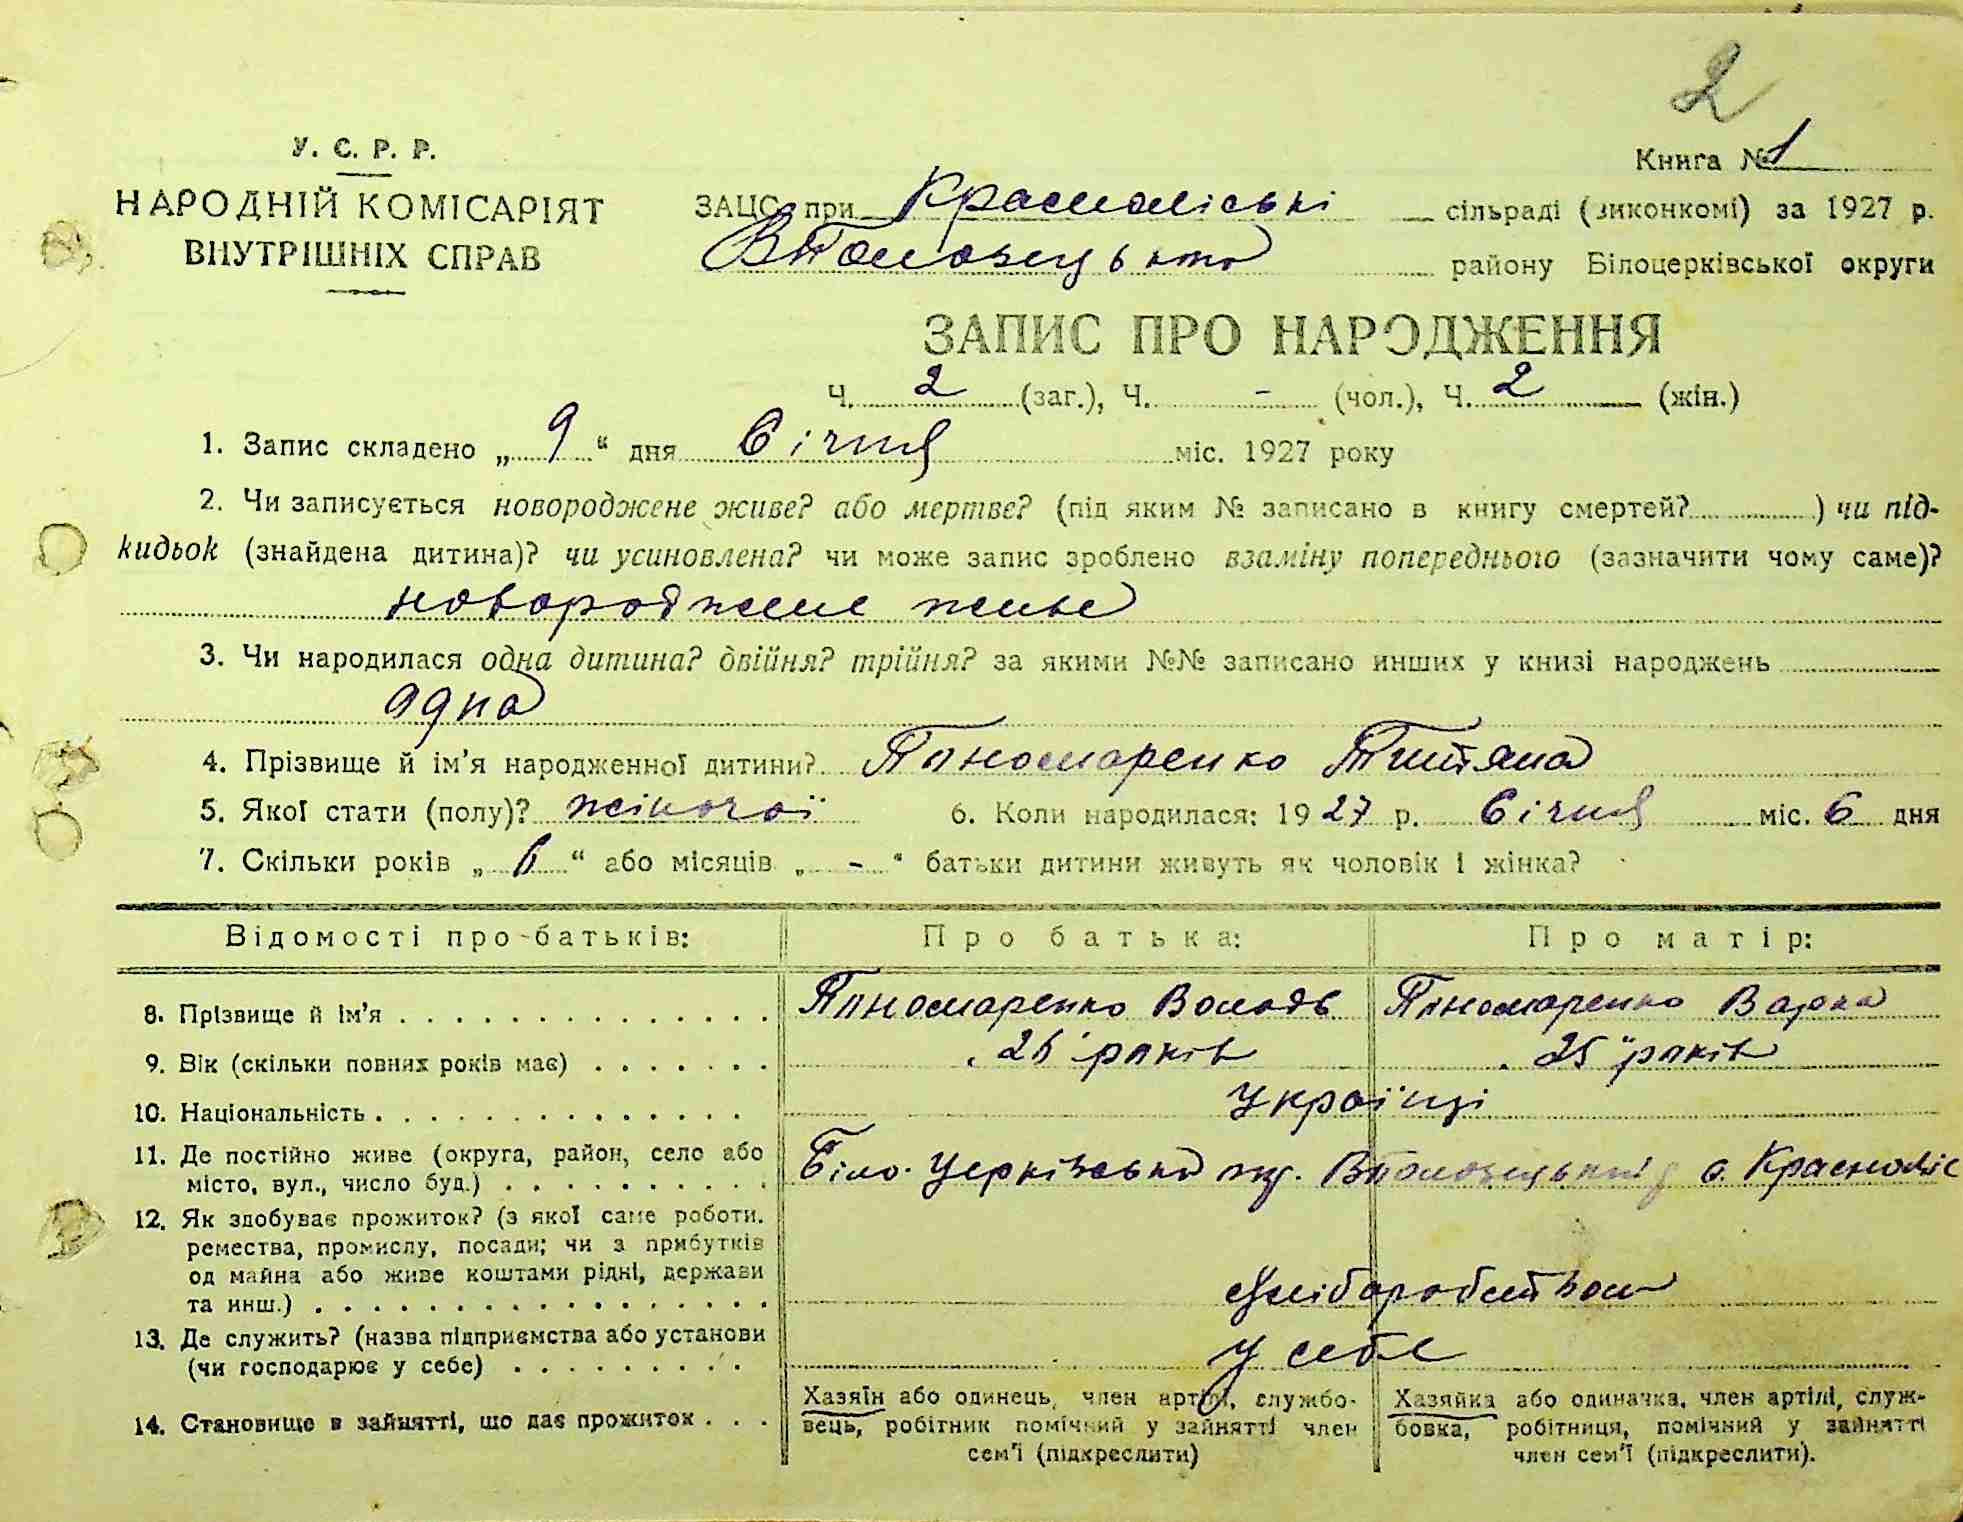 2
У. С. Р. Р.
НАРОДНІЙ КОМІСАРІЯТ
ВНУТРІШНІХ СПРАВ
Книга № 1
ЗАЦС при Красноліські сільраді (виконкомі) за 1927 р.
району Білоцерківської округи
ЗАПИС ПРО НАРОДЖЕННЯ
Ч. 2 (заг.), Ч. - (чол.), Ч. 2 (жін.)
1. Запис складено „ 9 “ дня Січня міс. 1927 року
2. Чи записується новороджене живе? або мертве? (під яким № записано в книгу смертей? ) чи під-
кидьок (знайдена дитина)? чи усиновлена? чи може запис зроблено взаміну попереднього (зазначити чому саме)?
новороджене живе
3. Чи народилася одна дитина? двійня? трійня? за якими №№ записано инших у книзі народжень
одна
4. Прізвище й ім'я народженної дитини? Пономаренко Титяна
5. Якої стати (полу)? жіночої 6. Коли народилася: 1927 р. Січня міс. 6 дня
7. Скільки років „ “ або місяців „ - “ батьки дитини живуть як чоловік і жінка?
Відомості про батьків: Про батька: Про матір:
8. Прізвище й ім'я Пономаренко Володь Пономаренко Варка
9. Вік (скільки повних років має) 26 років 25 років
10. Національність Українці
11. Де постійно живе (округа, район, село або
місто, вул., число буд.) Біло-Церківська с. Красноліс
12. Як здобуває прожиток? (з якої саме роботи.
ремества, промислу, посади; чи з прибутків
од майна або живе коштами рідні, держави
та инш.) хліборобством
13. Де служить? (назва підприємства або установи
(чи господарює у себе) у себе
14. Становище в зайнятті, що дає прожиток
Хазяїн або одинець, член артілі, службо-
вець, робітник помічний у зайнятті член
сем'ї (підкреслити)
Хазяйка або одиначка, член артілі, служ-
бовка, робітниця, помічний у зайнятті
член сем'ї (підкреслити).